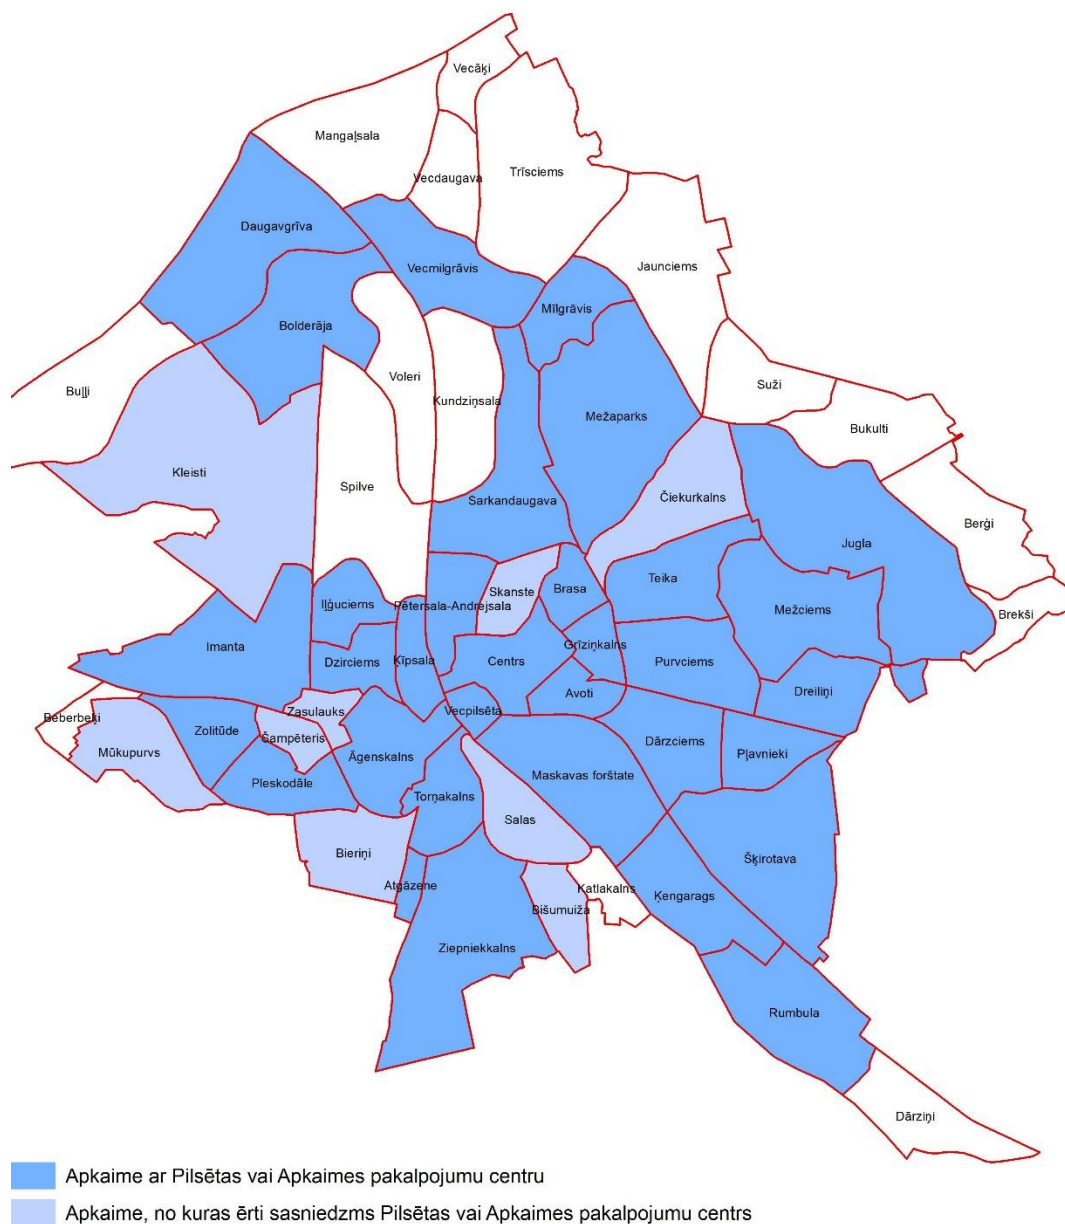 Vecāķi
Mangaļsala
Trīsciems
Vecdaugava
Daugavgrīva
Vecmilgrāvis
Jaunciems
Mīlgrāvis
Bolderāja
Voleri
Suži
Buļļi
Kundziņsala
Mežaparks
Bukulti
Kleisti
Čiekurkalns
Spilve
Sarkandaugava
Berģi
Jugla
Teika
Skanste
Brasa
Iļģuciems
Pētersala-Andrejsala
Mežciems
Brekši
Imanta
Grīziņkalns
Dzirciems
Ķīpsala
Centrs
Purvciems
Avoti
Dreiliņi
Zasulauks
Vecpilsēta
Beberbeķi
Zolitūde
Šampēteris
Dārzciems
Mūkupurvs
Pļavnieki
Āgenskalns
Maskavas forštate
Pleskodāle
Torņakalns
Salas
Bieriņi
Šķirotava
Atgāzene
Katlakalns
Ķengarags
Bišumuiža
Ziepniekkalns
Rumbula
Dārziņi
Apkaime ar Pilsētas vai Apkaimes pakalpojumu centru
Apkaime, no kuras ērti sasniedzms Pilsētas vai Apkaimes pakalpojumu centrs